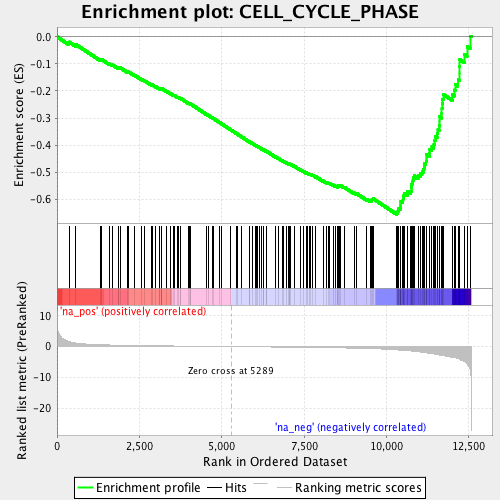 Enrichment plot: CELL_CYCLE_PHASE
Enrichment score (ES)
0.0
-0.1
-0.2
-0.3
-0.4
-0.5
-0.6
Ranked list metric (PreRanked)
10
5
0
-5
-10
-15
-20
'na_pos' (positively correlated)
Zero cross at 5289
'na_neg' (negatively correlated)
0
2,500
5,000
7,500
10,000
12,500
Rank in Ordered Dataset
Enrichment profile
Hits
Ranking metric scores